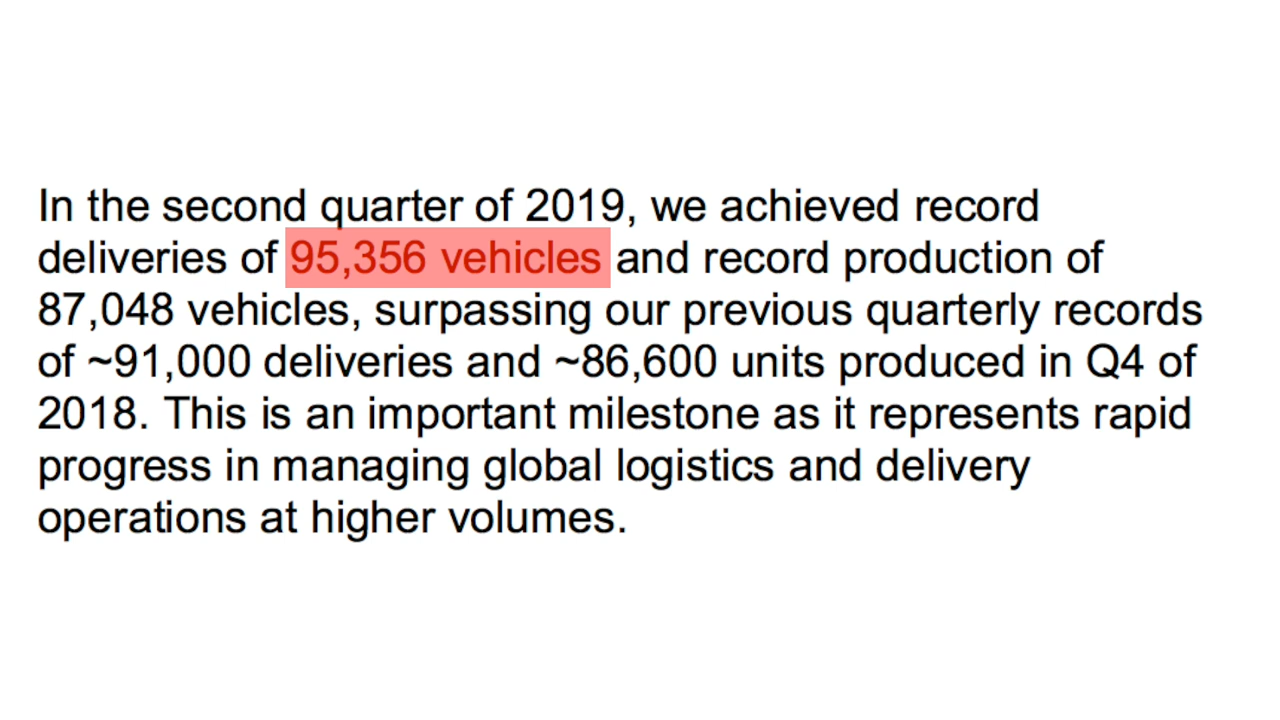 In the second quarter of 2019, we achieved record
deliveries of 95,356 vehicles and record production of
87,048 vehicles, surpassing our previous quarterly records
of ~91,000 deliveries and ~86,600 units produced in Q4 of
2018. This is an important milestone as it represents rapid
progress in managing global logistics and delivery
operations at higher volumes.